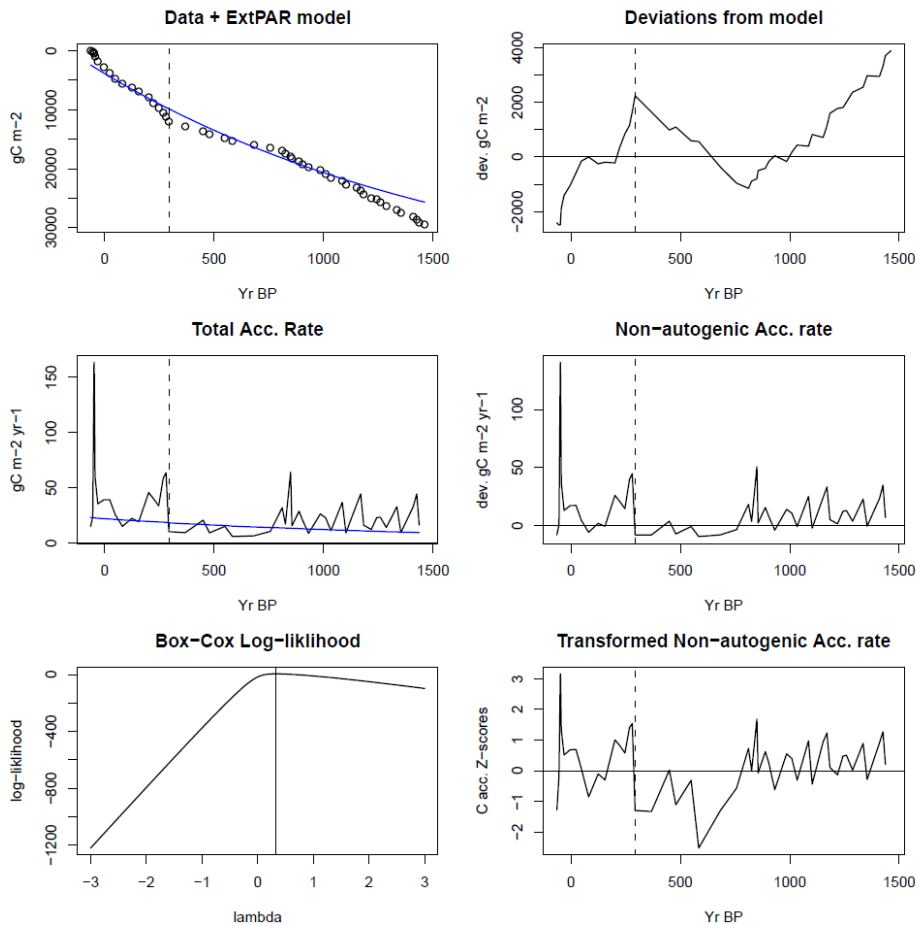 Data + ExtPAR model
0
10000
20000
30000
gC m−2
0
500
1000
1500
Yr BP
Deviations from model
4000
2000
0
−2000
dev. gC m−2
0
500
1000
1500
Yr BP
Total Acc. Rate
150
100
50
0
gC m−2 yr−1
0
500
1000
1500
Yr BP
Non−autogenic Acc. rate
100
50
0
dev. gC m−2 yr−1
0
500
1000
1500
Yr BP
Box−Cox Log−liklihood
0
−400
−800
−1200
log−liklihood
−3
−2
−1
0
1
2
3
lambda
Transformed Non−autogenic Acc. rate
3
2
1
0
−1
−2
C acc. Z−scores
0
500
1000
1500
Yr BP